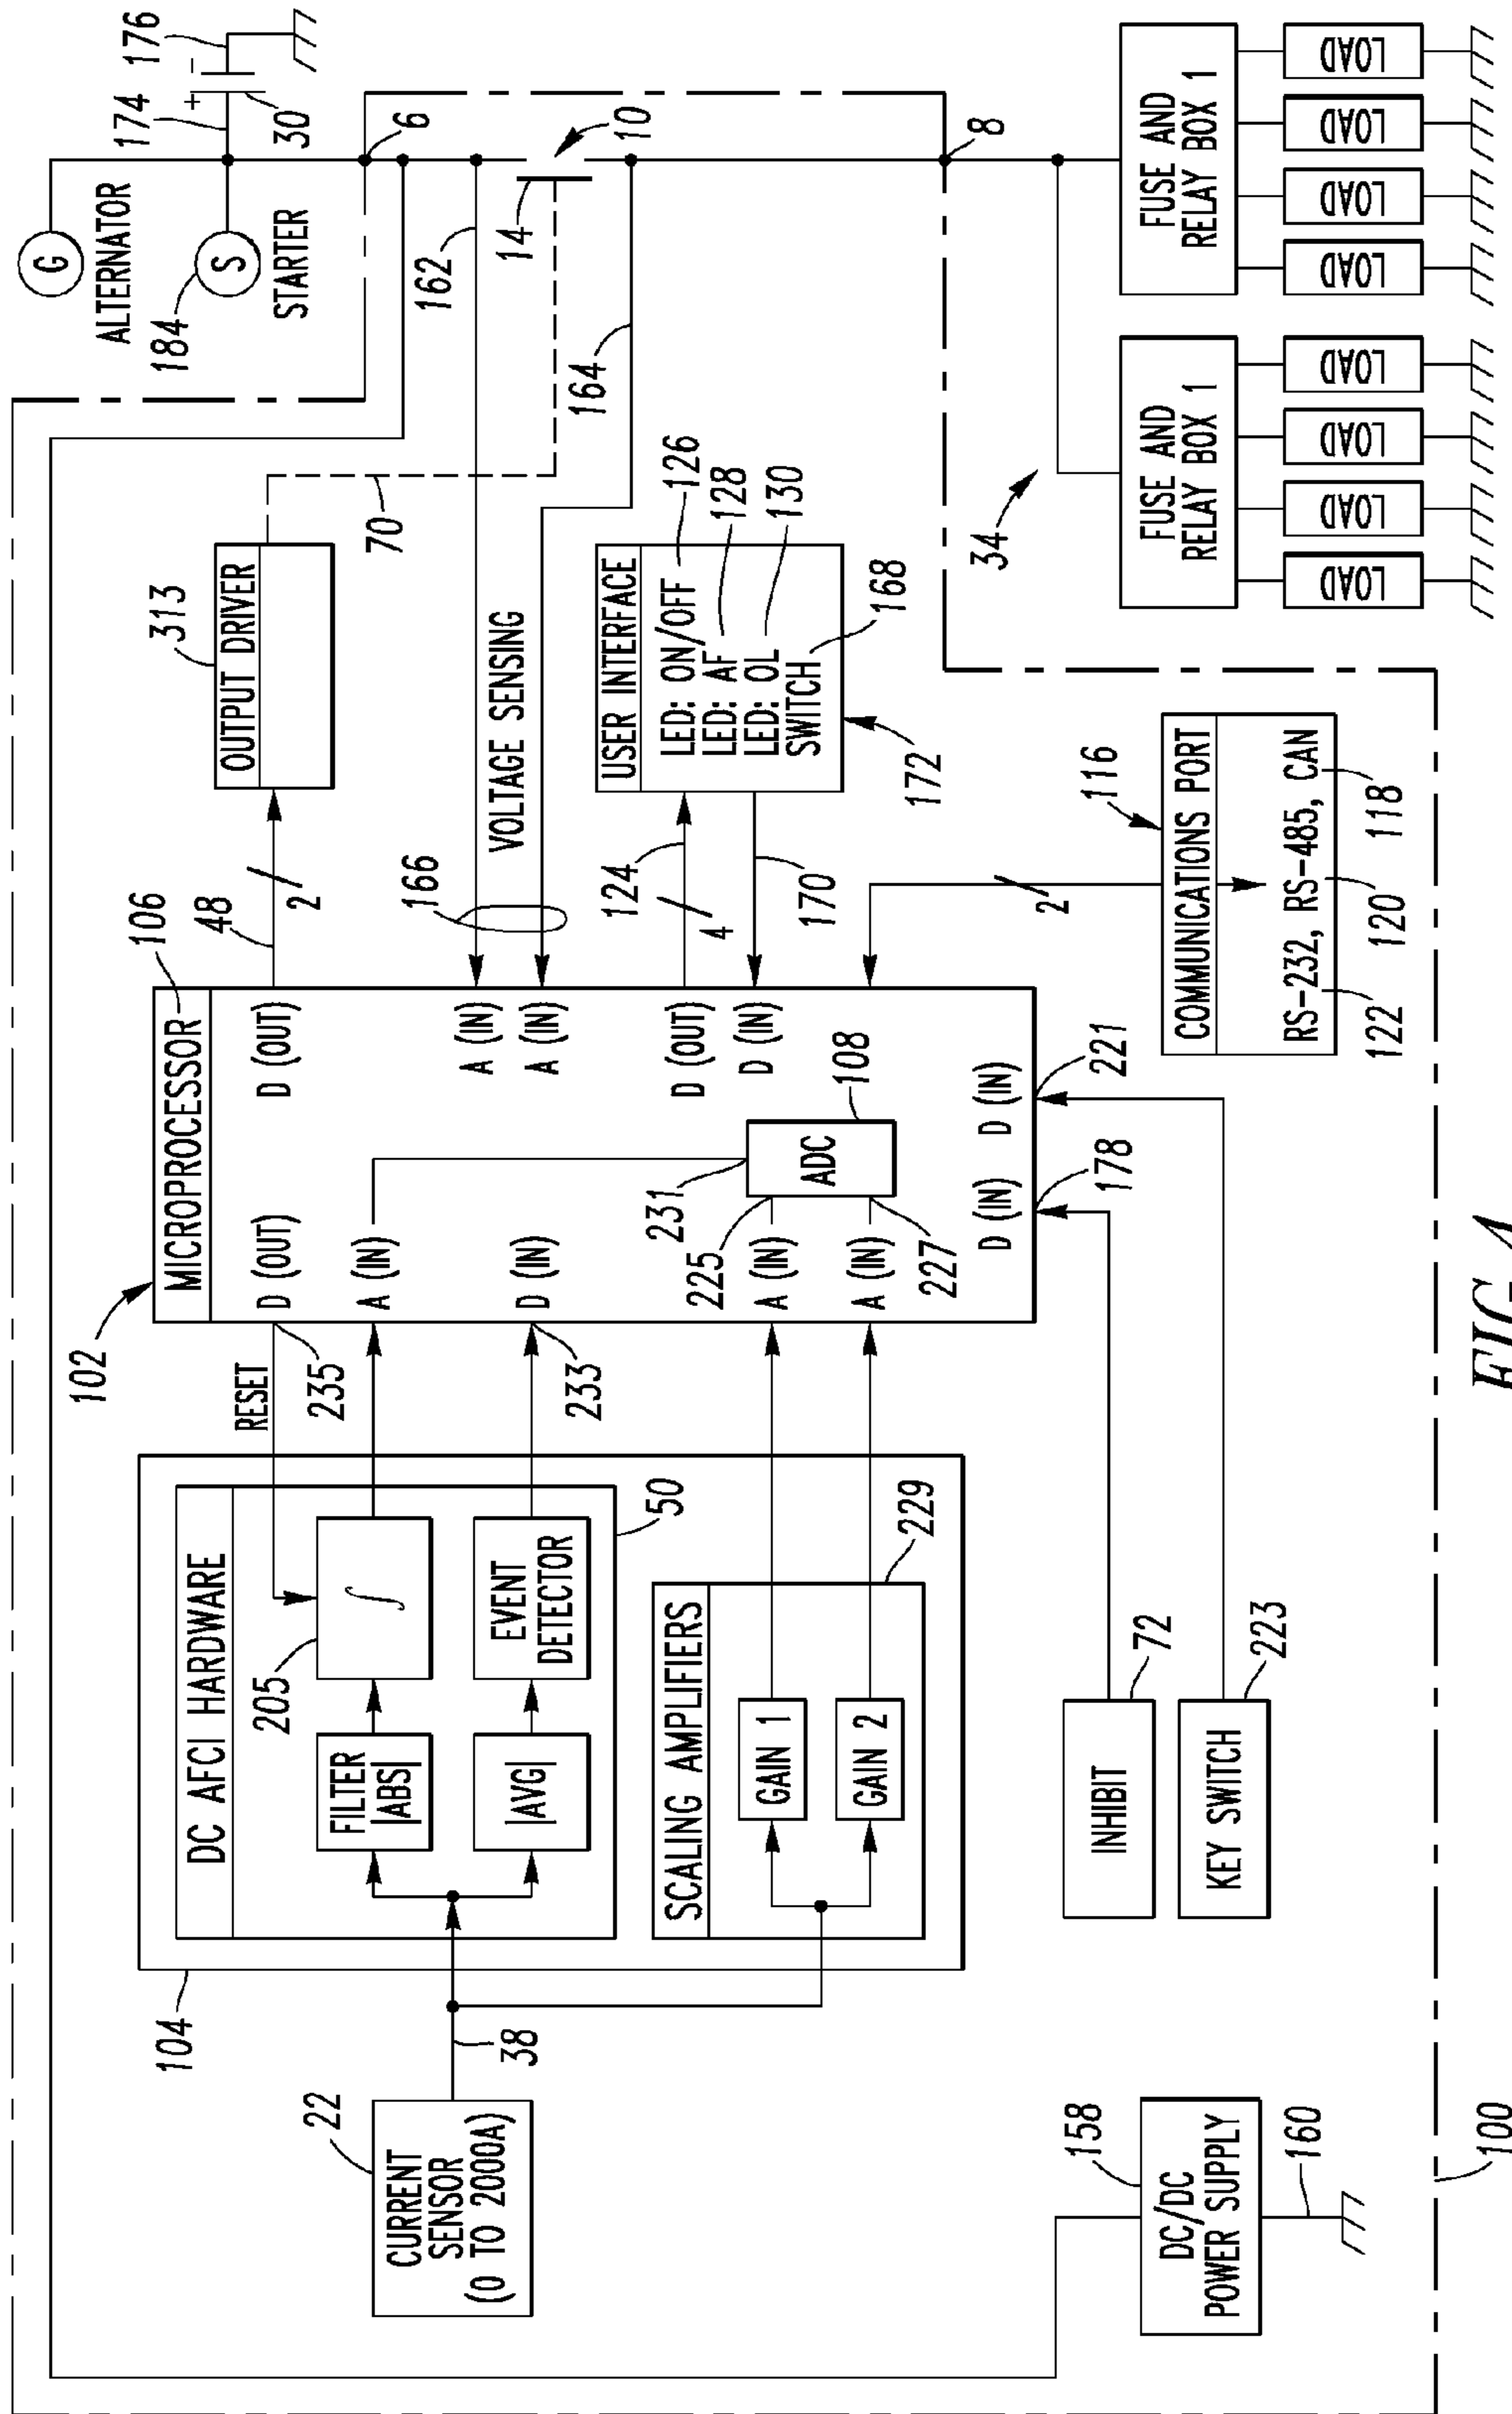 G
ALTERNATOR
184
S
STARTER
174
176
+
-
30
6
10
14
162
164
70
313
OUTPUT DRIVER
48
2
106
102
MICROPROCESSOR
D (OUT)
D (OUT)
RESET
235
A (IN)
A (IN)
A (IN)
166
VOLTAGE SENSING
D (IN)
233
D (OUT)
D (IN)
124
4
170
USER INTERFACE
LED: ON/OFF
126
LED: AF
128
LED: OL
130
SWITCH
168
172
231
ADC
108
225
A (IN)
A (IN)
227
D (IN)
D (IN)
178
221
2
116
COMMUNICATIONS PORT
RS-232, RS-485, CAN
122
120
118
104
DC AFCI HARDWARE
205
∫
FILTER
|ABS|
|AVG|
EVENT
DETECTOR
50
SCALING AMPLIFIERS
229
GAIN 1
GAIN 2
22
CURRENT
SENSOR
(0 TO 2000A)
38
INHIBIT
72
KEY SWITCH
223
DC/DC
POWER SUPPLY
158
160
100
8
34
FUSE AND
RELAY BOX 1
LOAD
LOAD
LOAD
LOAD
FUSE AND
RELAY BOX 1
LOAD
LOAD
LOAD
LOAD
FIG. 4